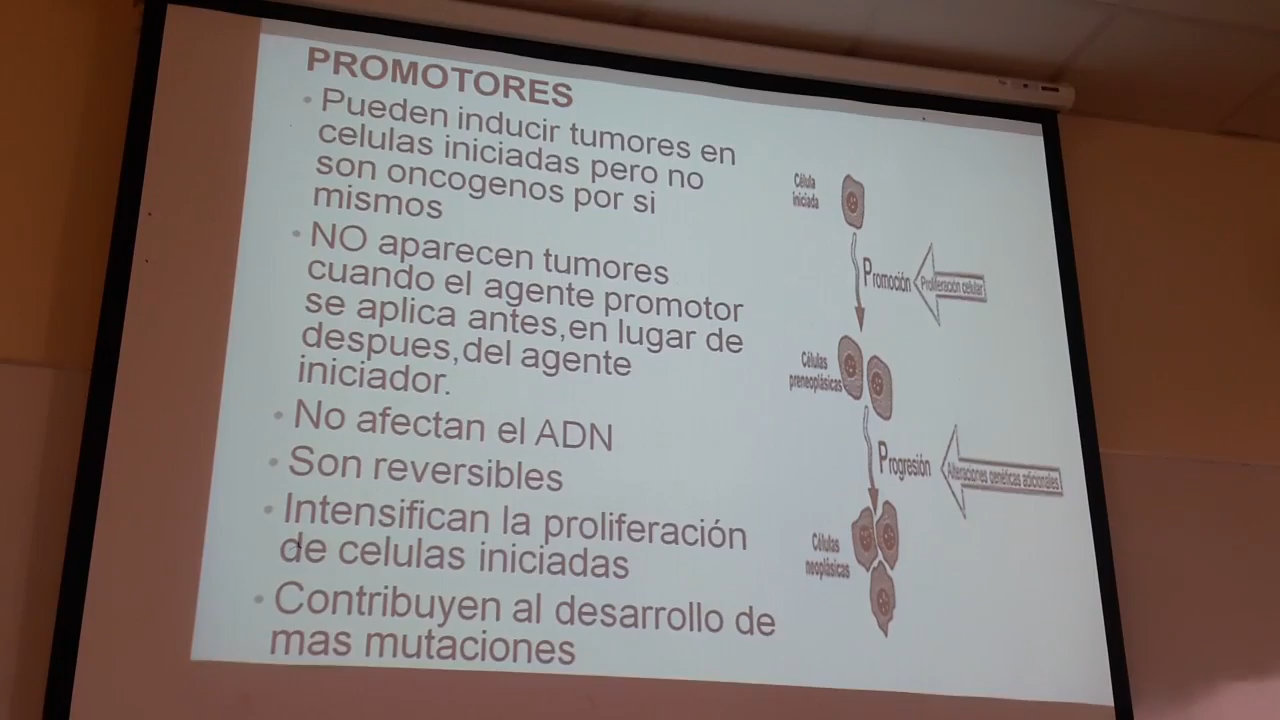 PROMOTORES
• Pueden inducir tumores en
celulas iniciadas pero no
son oncogenos por si
mismos
• NO aparecen tumores
cuando el agente promotor
se aplica antes,en lugar de
despues,del agente
iniciador.
• No afectan el ADN
• Son reversibles
• Intensifican la proliferación
de celulas iniciadas
• Contribuyen al desarrollo de
mas mutaciones
Célula
iniciada
Promoción
Proliferación celular
Células
preneoplásicas
Progresión
Alteraciones genéticas adicionales
Células
neoplásicas